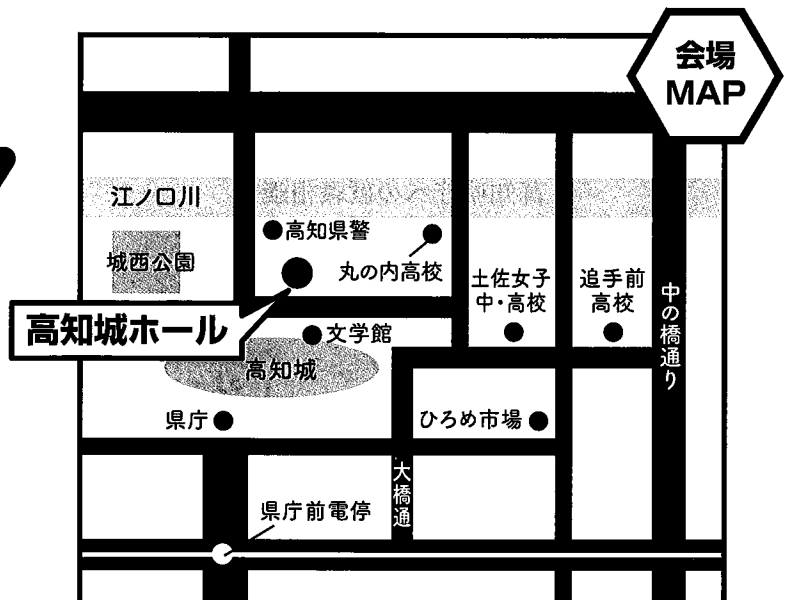 会場
MAP
江ノ口川
高知県警
城西公園
丸の内高校
土佐女子
中・高校
追手前
高校
中の橋通り
高知城ホール
文学館
高知城
県庁
ひろめ市場
大橋通
県庁前電停